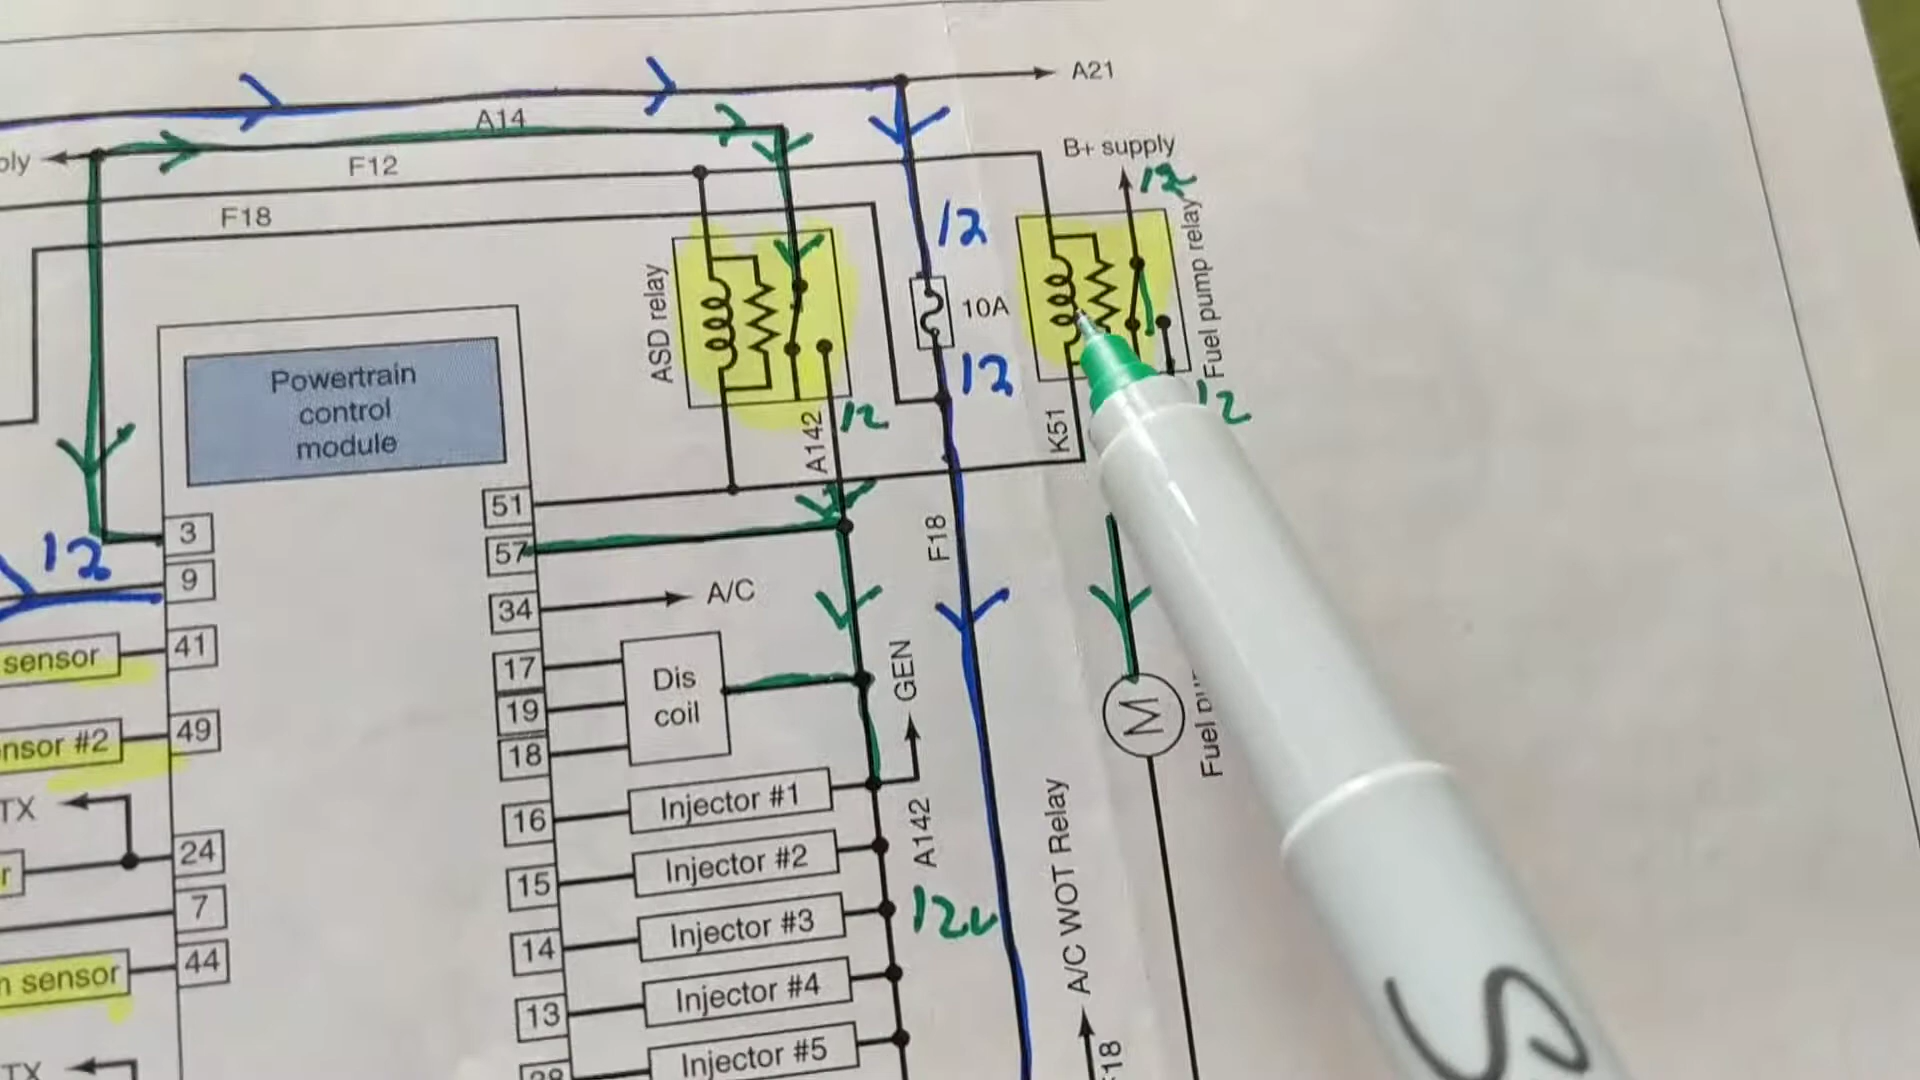 A21
A14
B+ supply
12
F12
F18
12
ASD relay
10A
Fuel pump relay
Powertrain
control
module
A142
12
12
K51
12
51
3
57
12
9
F18
34
A/C
sensor
41
17
Dis
coil
GEN
19
#2
49
18
M
Fuel
TX
16
Injector #1
A142
24
15
Injector #2
A/C WOT Relay
7
14
Injector #3
12v
sensor
44
13
Injector #4
Injector #5
TX